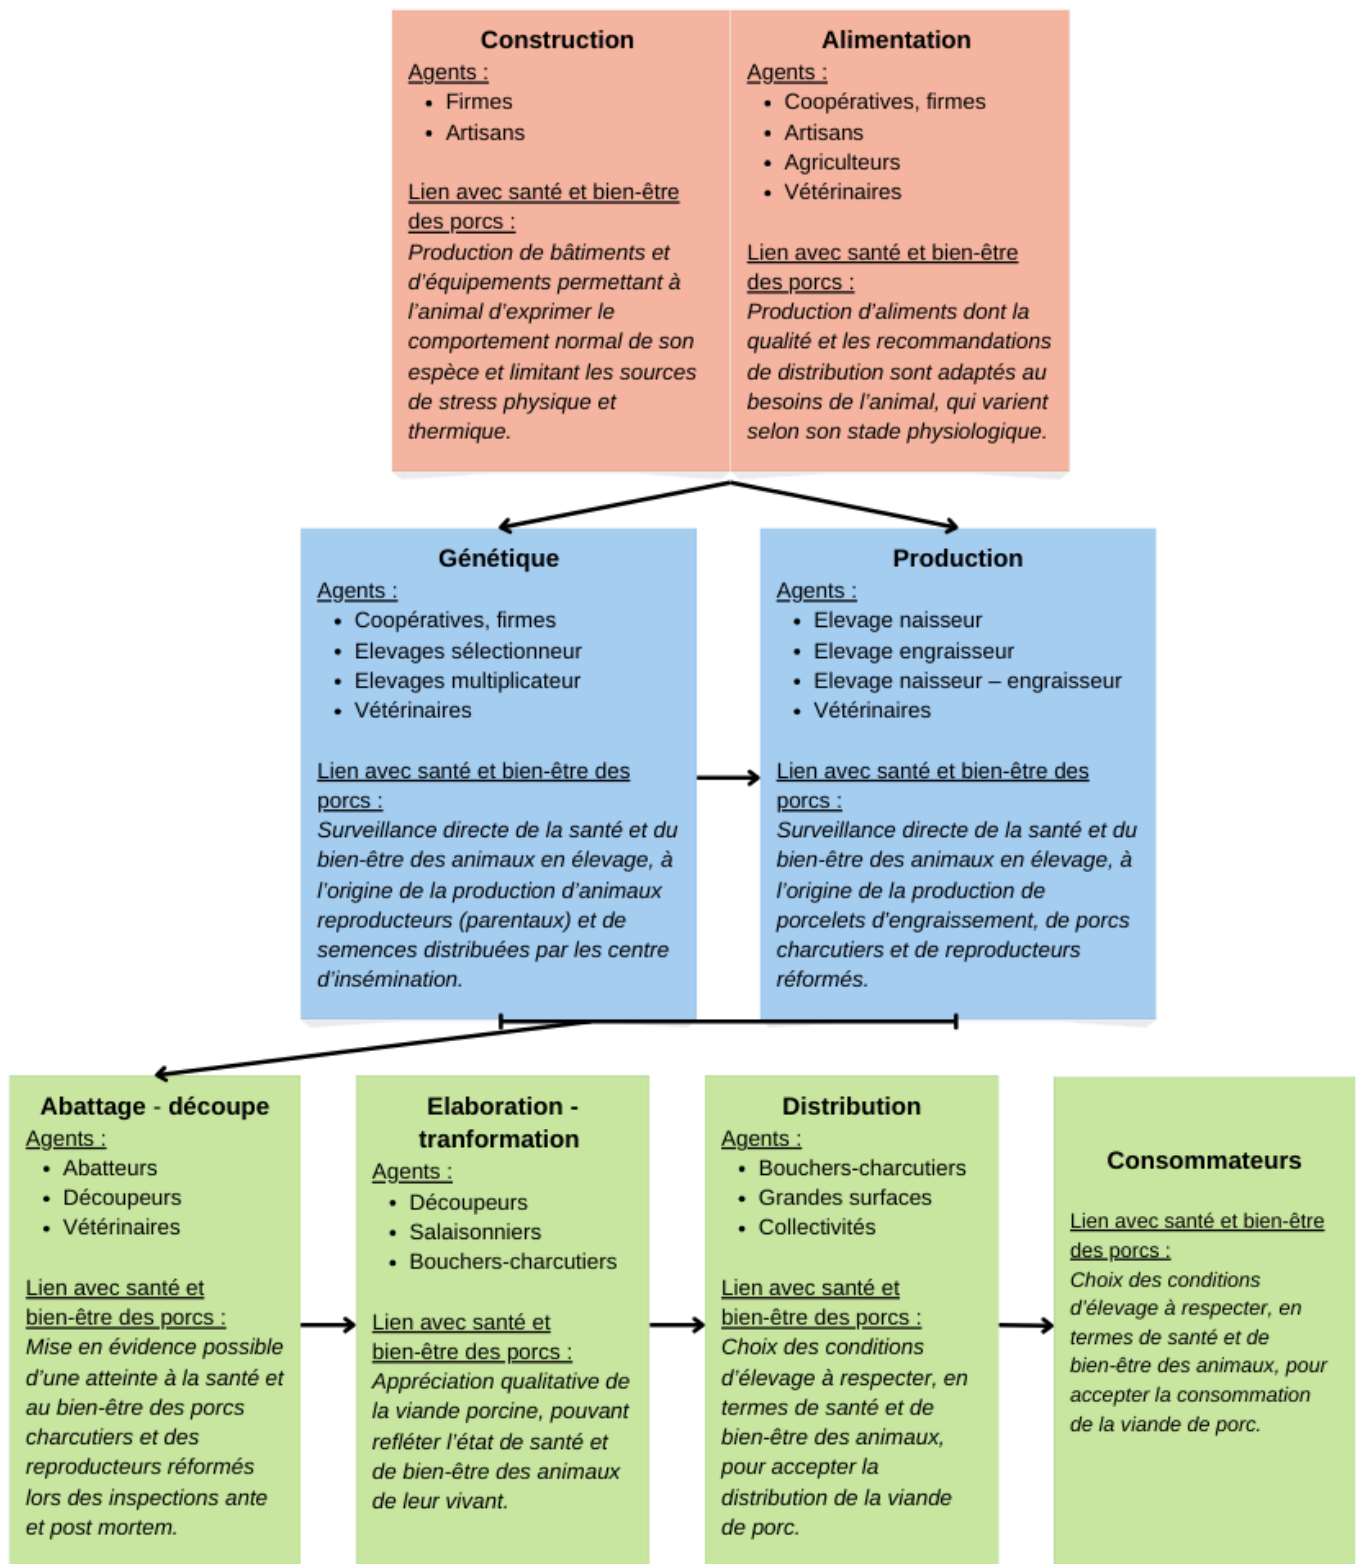 Construction
Agents :
• Firmes
• Artisans
Lien avec santé et bien-être
des porcs :
Production de bâtiments et
d'équipements permettant à
l'animal d'exprimer le
comportement normal de son
espèce et limitant les sources
de stress physique et
thermique.
Alimentation
Agents :
• Coopératives, firmes
• Artisans
• Agriculteurs
• Vétérinaires
Lien avec santé et bien-être
des porcs :
Production d'aliments dont la
qualité et les recommandations
de distribution sont adaptés au
besoins de l'animal, qui varient
selon son stade physiologique.
Génétique
Agents :
• Coopératives, firmes
• Elevages sélectionneur
• Elevages multiplicateur
• Vétérinaires
Lien avec santé et bien-être des
porcs :
Surveillance directe de la santé et du
bien-être des animaux en élevage, à
l'origine de la production d'animaux
reproducteurs (parentaux) et de
semences distribuées par les centre
d'insémination.
Production
Agents :
• Elevage naisseur
• Elevage engraisseur
• Elevage naisseur – engraisseur
• Vétérinaires
Lien avec santé et bien-être des
porcs :
Surveillance directe de la santé et du
bien-être des animaux en élevage, à
l'origine de la production de
porcelets d'engraissement, de porcs
charcutiers et de reproducteurs
réformés.
Abattage - découpe
Agents :
• Abatteurs
• Découpeurs
• Vétérinaires
Lien avec santé et
bien-être des porcs :
Mise en évidence possible
d'une atteinte à la santé et
au bien-être des porcs
charcutiers et des
reproducteurs réformés
lors des inspections ante
et post mortem.
Elaboration -
tranformation
Agents :
• Découpeurs
• Salaisonniers
• Bouchers-charcutiers
Lien avec santé et
bien-être des porcs :
Appréciation qualitative de
la viande porcine, pouvant
refléter l'état de santé et
de bien-être des animaux
de leur vivant.
Distribution
Agents :
• Bouchers-charcutiers
• Grandes surfaces
• Collectivités
Lien avec santé et
bien-être des porcs :
Choix des conditions
d'élevage à respecter, en
termes de santé et de
bien-être des animaux,
pour accepter la
distribution de la viande
de porc.
Consommateurs
Lien avec santé et bien-être
des porcs :
Choix des conditions
d'élevage à respecter, en
termes de santé et de
bien-être des animaux, pour
accepter la consommation
de la viande de porc.